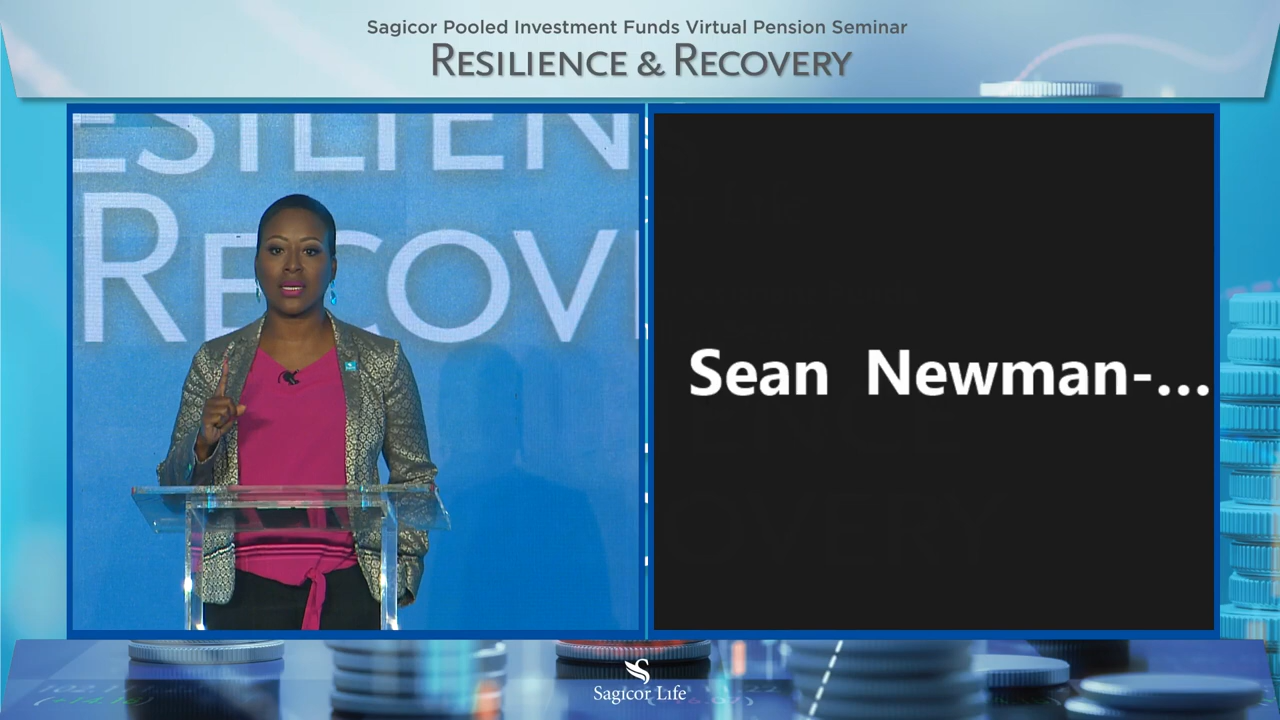 Sagicor Pooled Investment Funds Virtual Pension Seminar
RESILIENCE & RECOVERY
ESILIEN
RECOV
Sean Newman-...
Sagicor Life